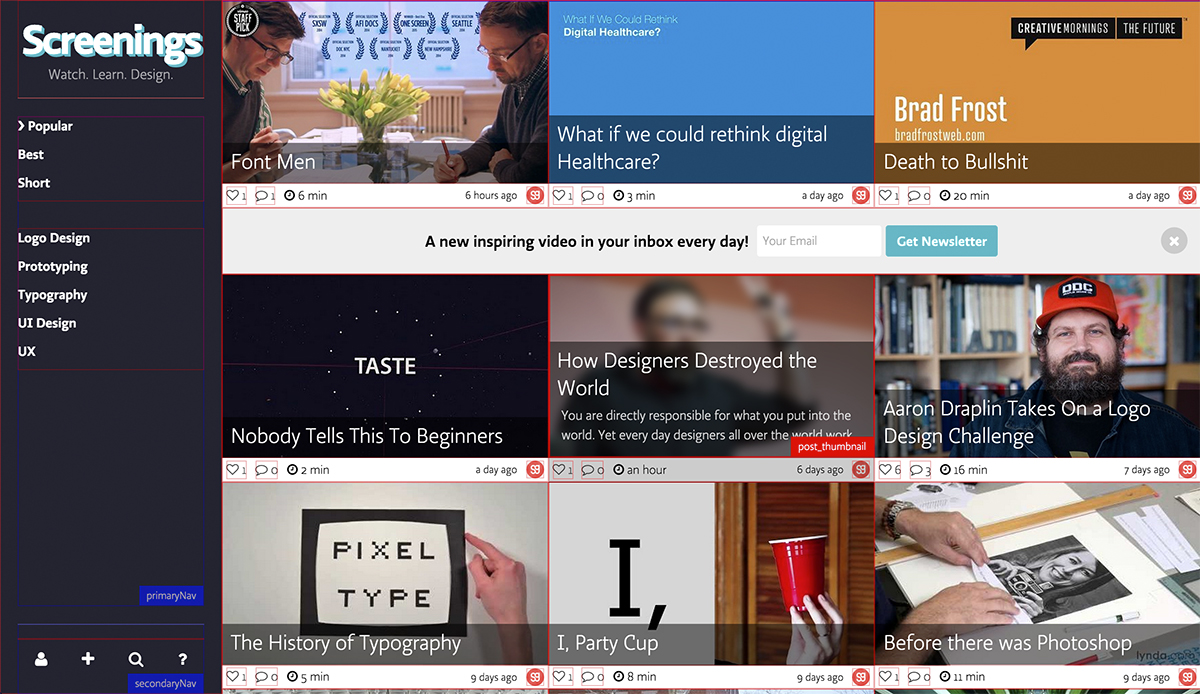 Screenings
Watch. Learn. Design.
› Popular
Best
Short
Logo Design
Prototyping
Typography
UI Design
UX
primaryNav
secondaryNav
?
STAFF
PICK
OFFICIAL SELECTION
SXSW
OFFICIAL SELECTION
AFI DOCS
ONE SCREEN
OFFICIAL SELECTION
SEATTLE
DOC NYC
NANTUCKET
NEW HAMPSHIRE
Font Men
1 1 6 min 6 hours ago
What If We Could Rethink
Digital Healthcare?
What if we could rethink digital
Healthcare?
1 0 3 min a day ago
CREATIVEMORNINGS THE FUTURE
Brad Frost
bradfrostweb.com
Death to Bullshit
1 0 20 min a day ago
A new inspiring video in your inbox every day! Your Email Get Newsletter
TASTE
Nobody Tells This To Beginners
1 0 2 min a day ago
How Designers Destroyed the
World
You are directly responsible for what you put into the
world. Yet every day designers all over the world work
post_thumbnail
1 0 an hour 6 days ago
ODC
Aaron Draplin Takes On a Logo
Design Challenge
6 3 16 min 7 days ago
PIXEL
TYPE
The History of Typography
1 0 5 min 9 days ago
I,
I, Party Cup
1 0 8 min 9 days ago
Before there was Photoshop
lynda.com
1 0 11 min 9 days ago